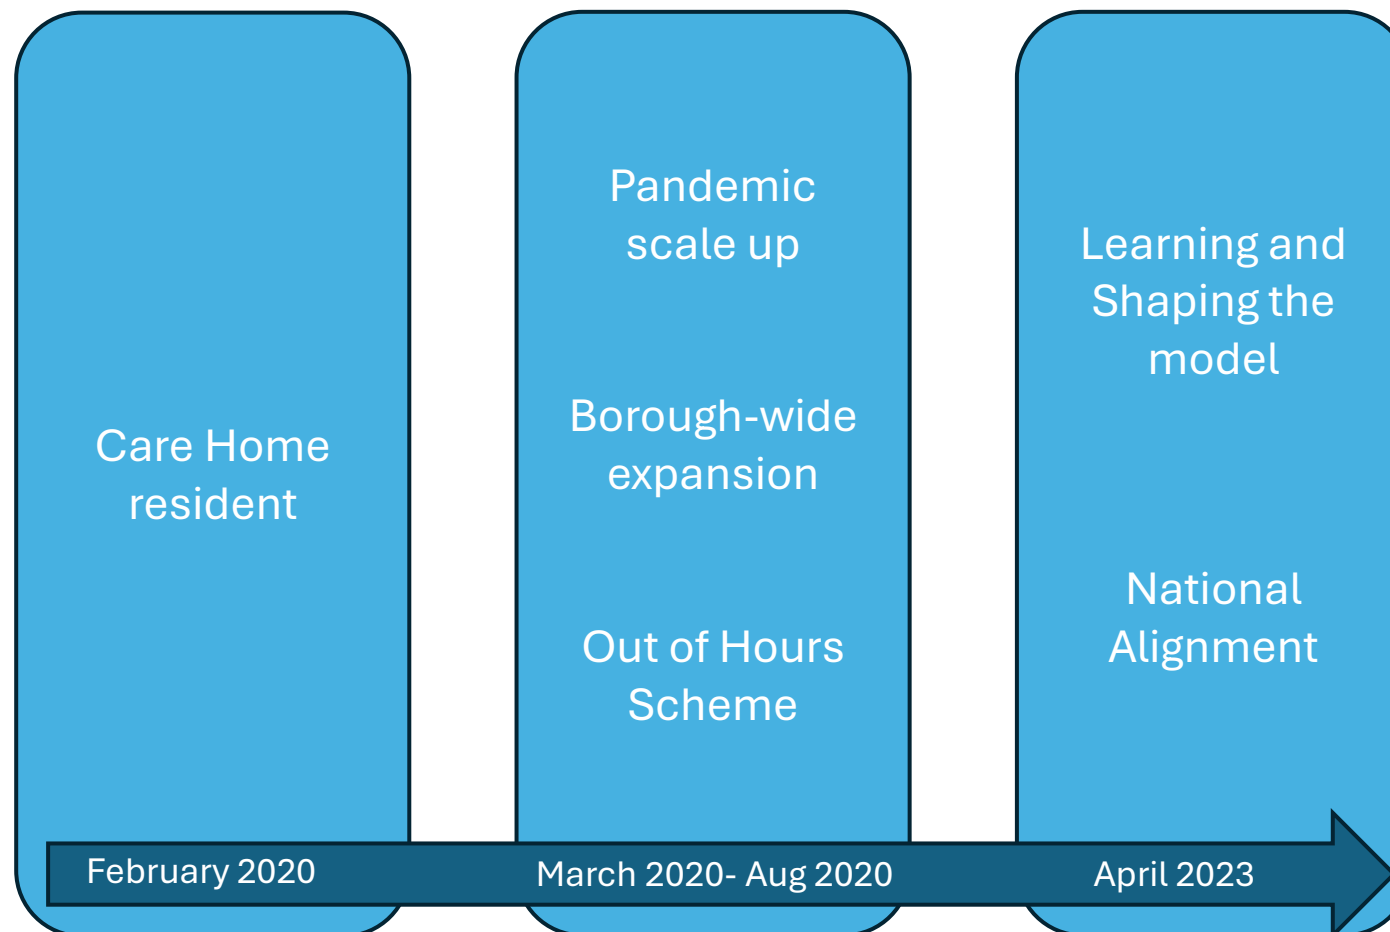 Care Home
resident
Pandemic
scale up
Borough-wide
expansion
Out of Hours
Scheme
Learning and
Shaping the
model
National
Alignment
February 2020
March 2020- Aug 2020
April 2023